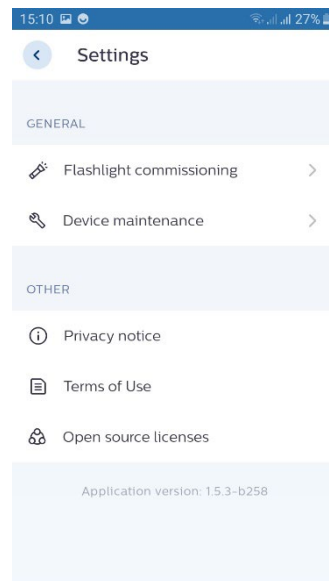 15:10 27%
Settings
GENERAL
Flashlight commissioning
Device maintenance
OTHER
Privacy notice
Terms of Use
Open source licenses
Application version: 1.5.3-b258